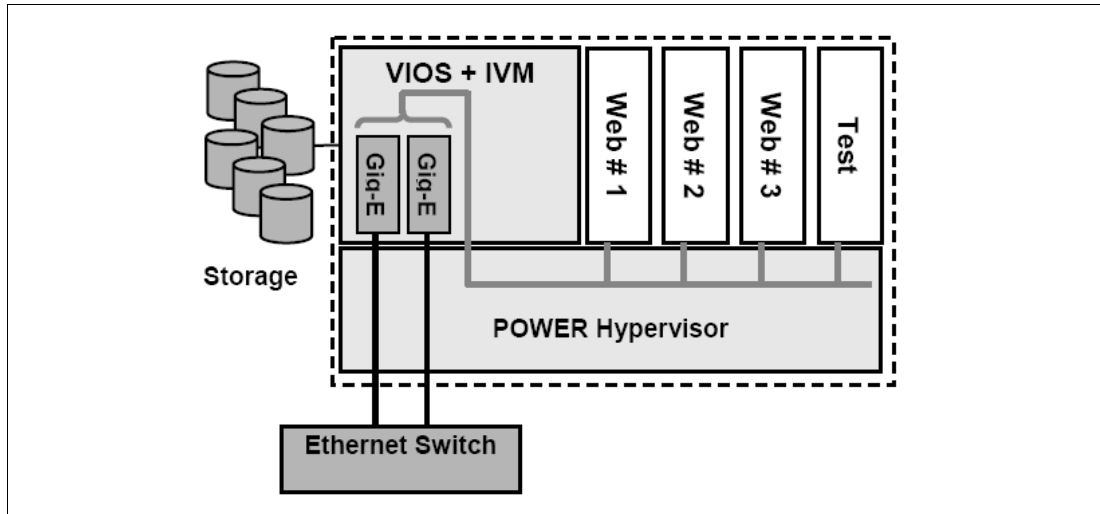 VIOS + IVM
Gig-E
Gig-E
Web # 1
Web # 2
Web # 3
Test
Storage
POWER Hypervisor
Ethernet Switch